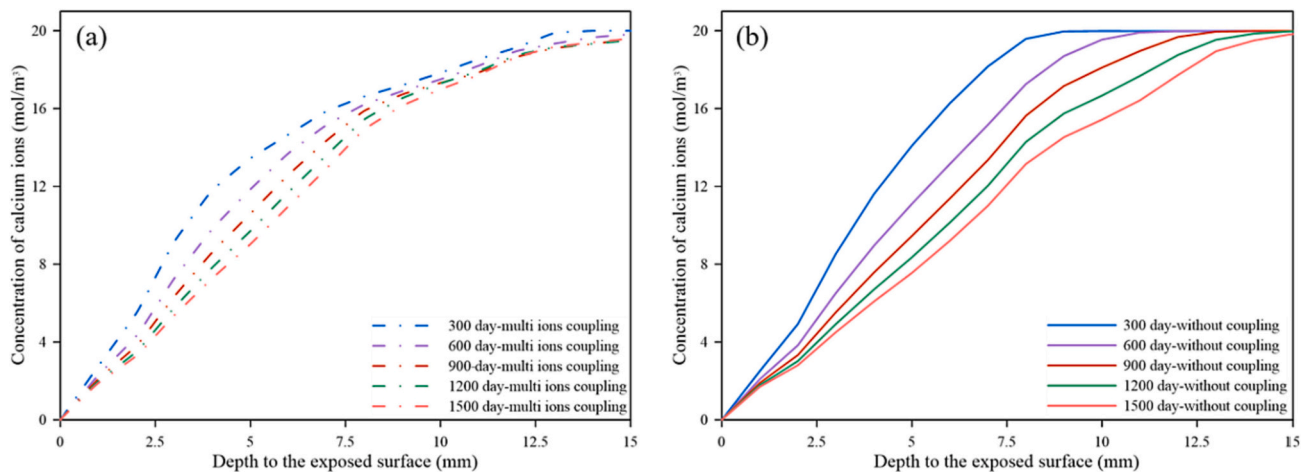 (a)
Concentration of calcium ions (mol/m³)
20
16
12
8
4
0
0 2.5 5 7.5 10 12.5 15
Depth to the exposed surface (mm)
300 day-multi ions coupling
600 day-multi ions coupling
900-day-multi ions coupling
1200 day-multi ions coupling
1500 day-multi ions coupling
(b)
Concentration of calcium ions (mol/m³)
20
16
12
8
4
0
0 2.5 5 7.5 10 12.5 15
Depth to the exposed surface (mm)
300 day-without coupling
600 day-without coupling
900 day-without coupling
1200 day-without coupling
1500 day-without coupling